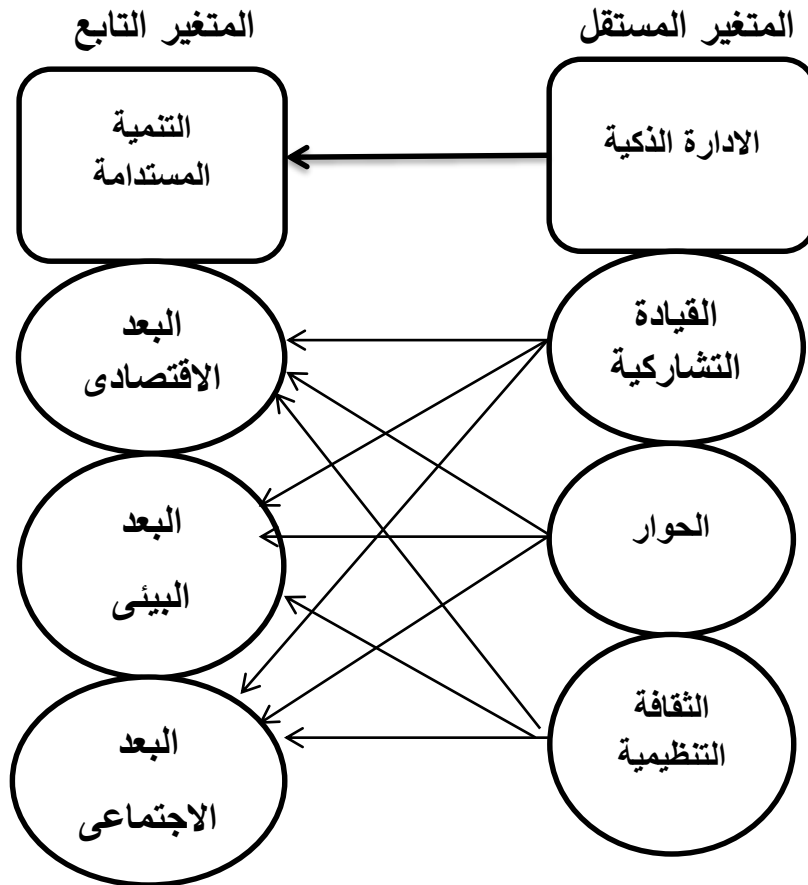 المتغير المستقل
المتغير التابع
الادارة الذكية
التنمية
المستدامة
القيادة
التشاركية
البعد
الاقتصادى
الحوار
البعد
البيئى
الثقافة
التنظيمية
البعد
الاجتماعى